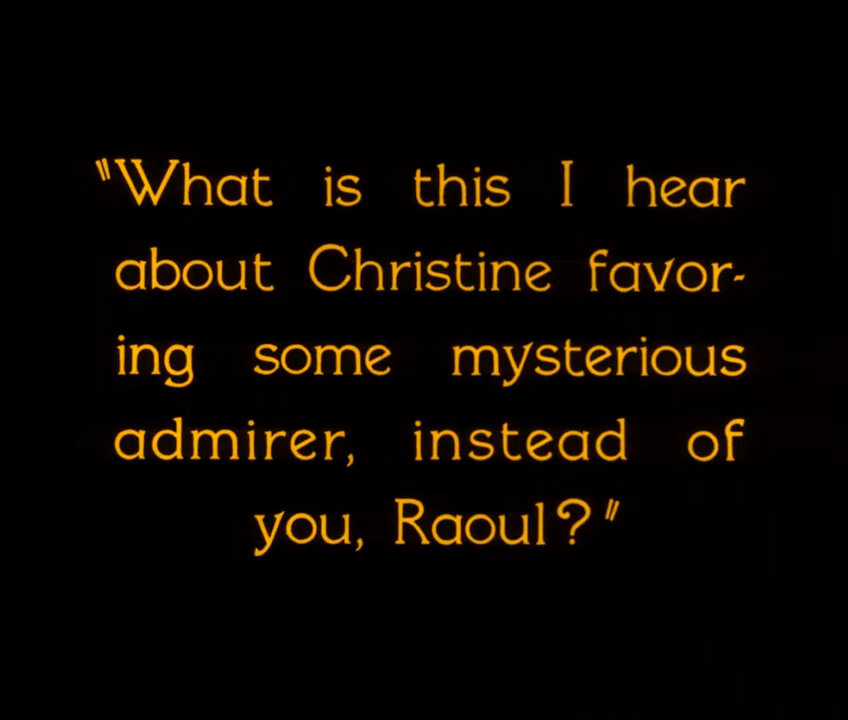 "What is this I hear
about Christine favor-
ing some mysterious
admirer, instead of
you, Raoul?"